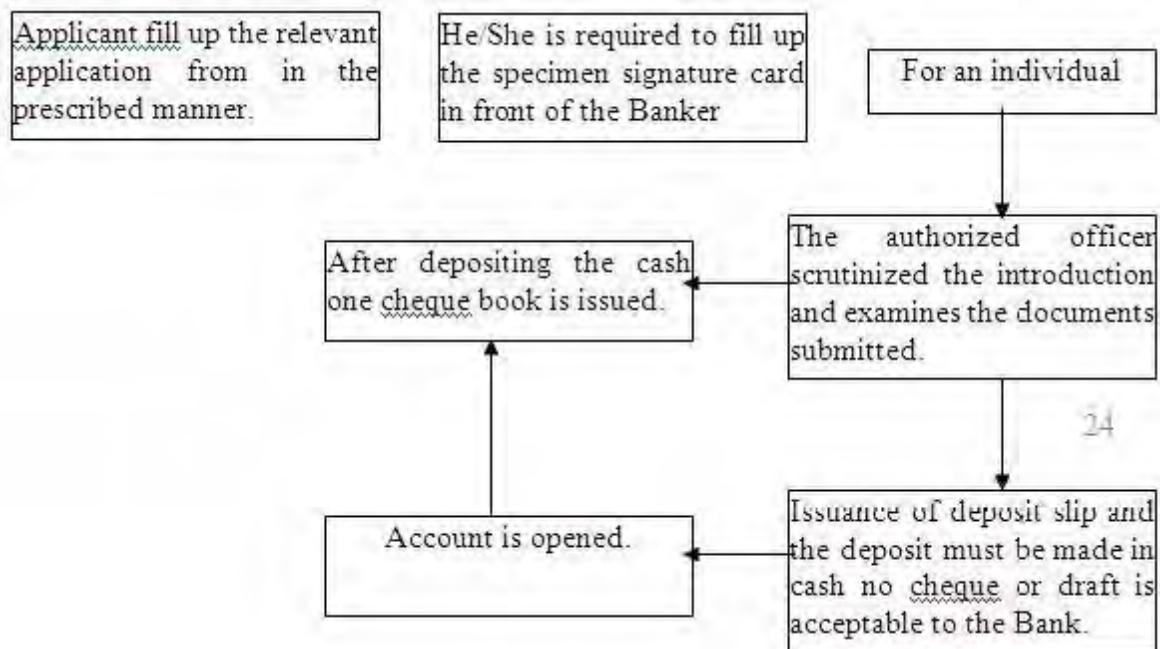 Applicant fill up the relevant
application from in the
prescribed manner.
He/She is required to fill up
the specimen signature card
in front of the Banker
For an individual
After depositing the cash
one cheque book is issued.
The authorized officer
scrutinized the introduction
and examines the documents
submitted.
24
Account is opened.
Issuance of deposit slip and
the deposit must be made in
cash no cheque or draft is
acceptable to the Bank.